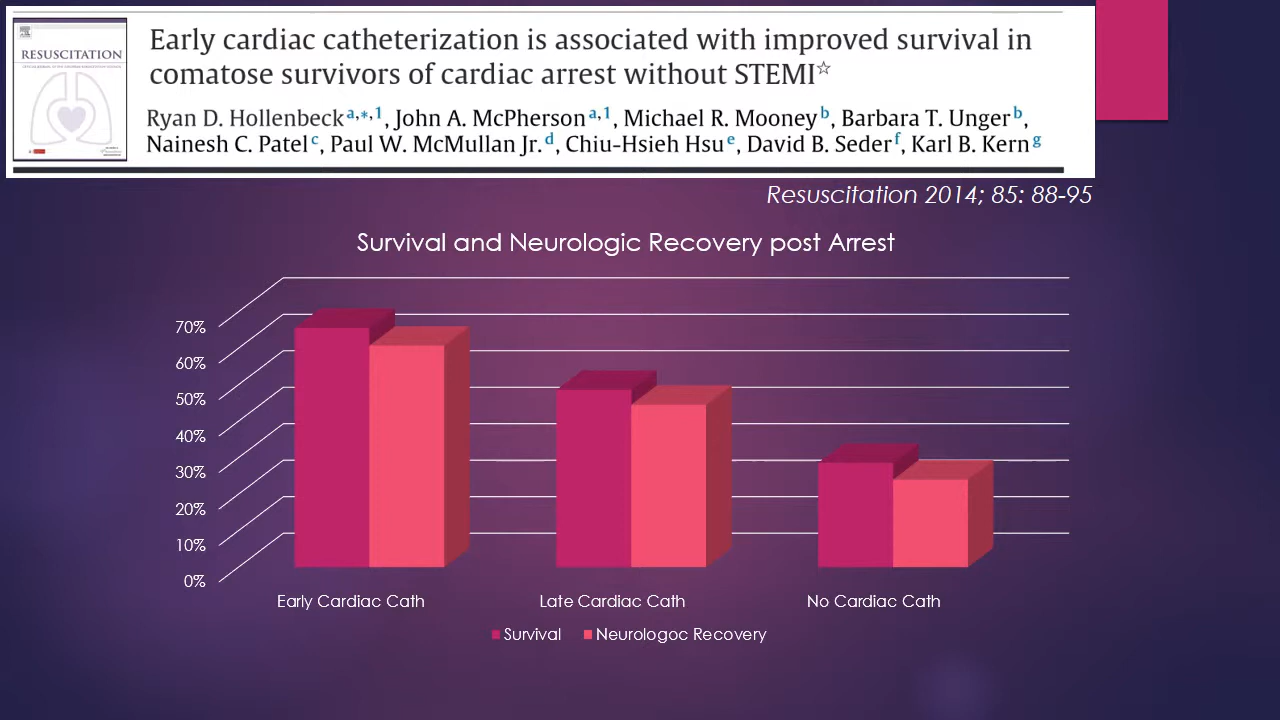 RESUSCITATION
Early cardiac catheterization is associated with improved survival in
comatose survivors of cardiac arrest without STEMI☆
Ryan D. Hollenbeck a,*,1, John A. McPherson a,1, Michael R. Mooney b, Barbara T. Unger b,
Nainesh C. Patel c, Paul W. McMullan Jr. d, Chiu-Hsieh Hsu e, David B. Seder f, Karl B. Kern g
Resuscitation 2014; 85: 88-95
Survival and Neurologic Recovery post Arrest
70%
60%
50%
40%
30%
20%
10%
0%
Early Cardiac Cath
Late Cardiac Cath
No Cardiac Cath
Survival
Neurologoc Recovery